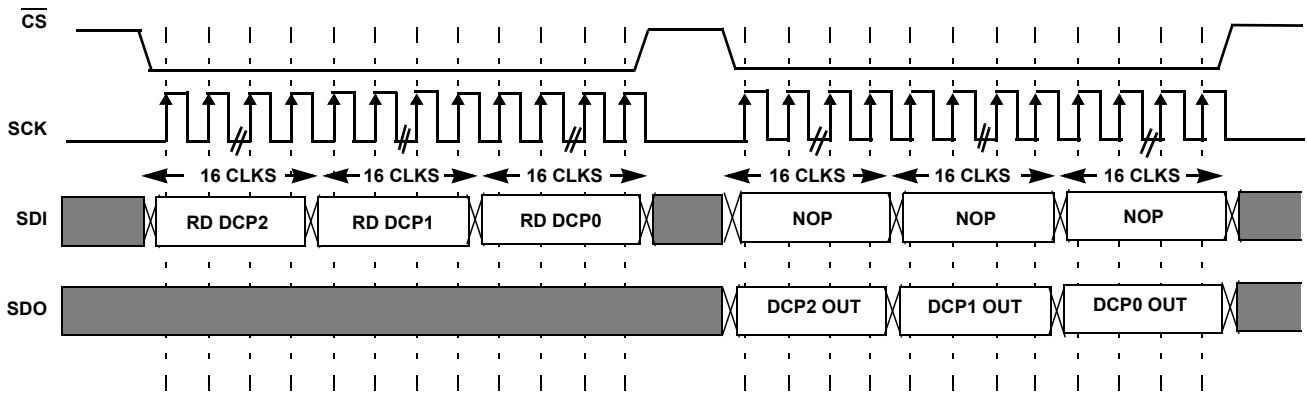 CS
SCK
16 CLKS 16 CLKS 16 CLKS 16 CLKS 16 CLKS 16 CLKS
SDI RD DCP2 RD DCP1 RD DCP0 NOP NOP NOP
SDO DCP2 OUT DCP1 OUT DCP0 OUT